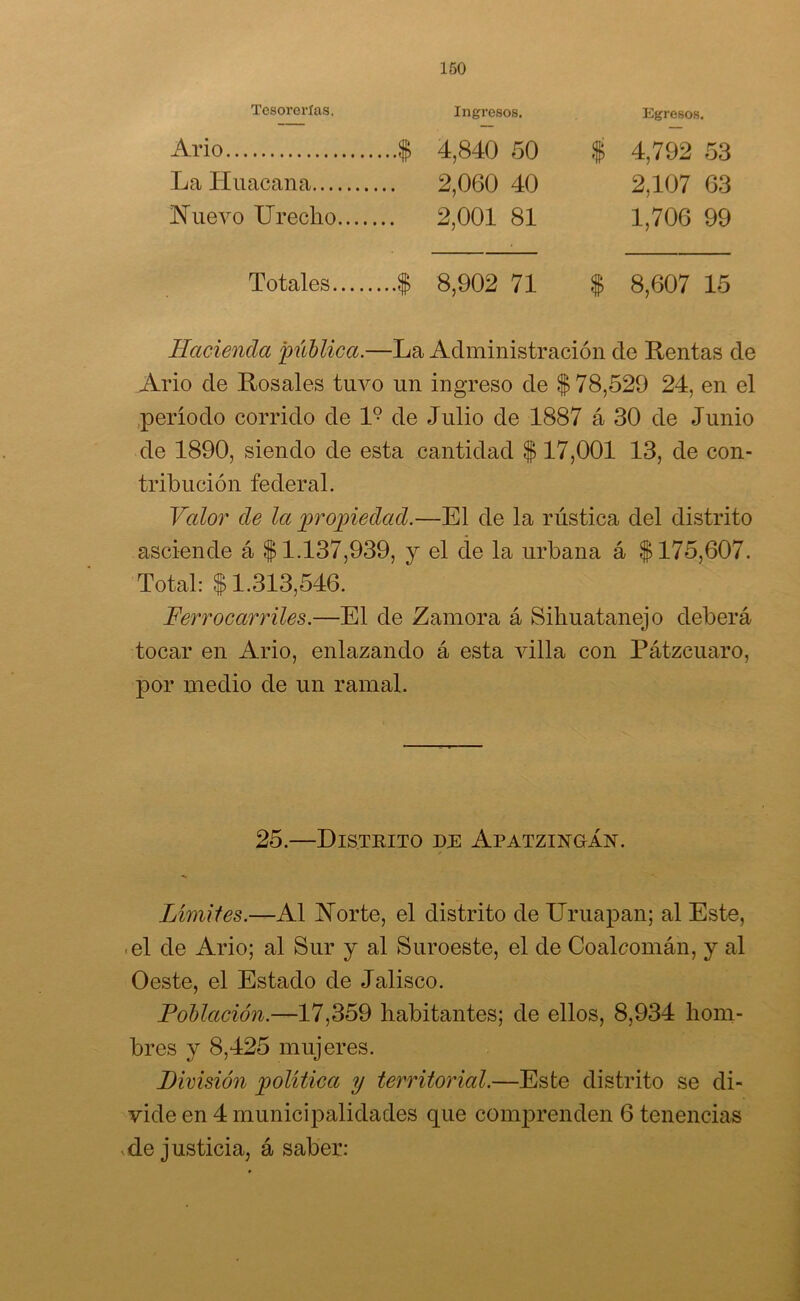 150
Tesorerías. Ingresos. Egresos.
Ario.....................$ 4,840 50 $ 4,792 53
La Huacana.......... 2,060 40 2,107 63
Nuevo Urecho....... 2,001 81 1,706 99
Totales........$ 8,902 71 $ 8,607 15
Hacienda pública.—La Administración de Rentas de
Ario de Rosales tuvo un ingreso de $ 78,529 24, en el
período corrido de 1º de Julio de 1887 á 30 de Junio
de 1890, siendo de esta cantidad $ 17,001 13, de con-
tribución federal.
Valor de la propiedad.—El de la rústica del distrito
asciende á $ 1.137,939, y el de la urbana á $ 175,607.
Total: $ 1.313,546.
Ferrocarriles.—El de Zamora á Sihuatanejo deberá
tocar en Ario, enlazando á esta villa con Pátzcuaro,
por medio de un ramal.
25.—Distrito de Apatzingán.
Límites.—Al Norte, el distrito de Uruapan; al Este,
el de Ario; al Sur y al Suroeste, el de Coalcomán, y al
Oeste, el Estado de Jalisco.
Población.—17,359 habitantes; de ellos, 8,934 hom-
bres y 8,425 mujeres.
División política y territorial.—Este distrito se di-
vide en 4 municipalidades que comprenden 6 tenencias
de justicia, á saber: